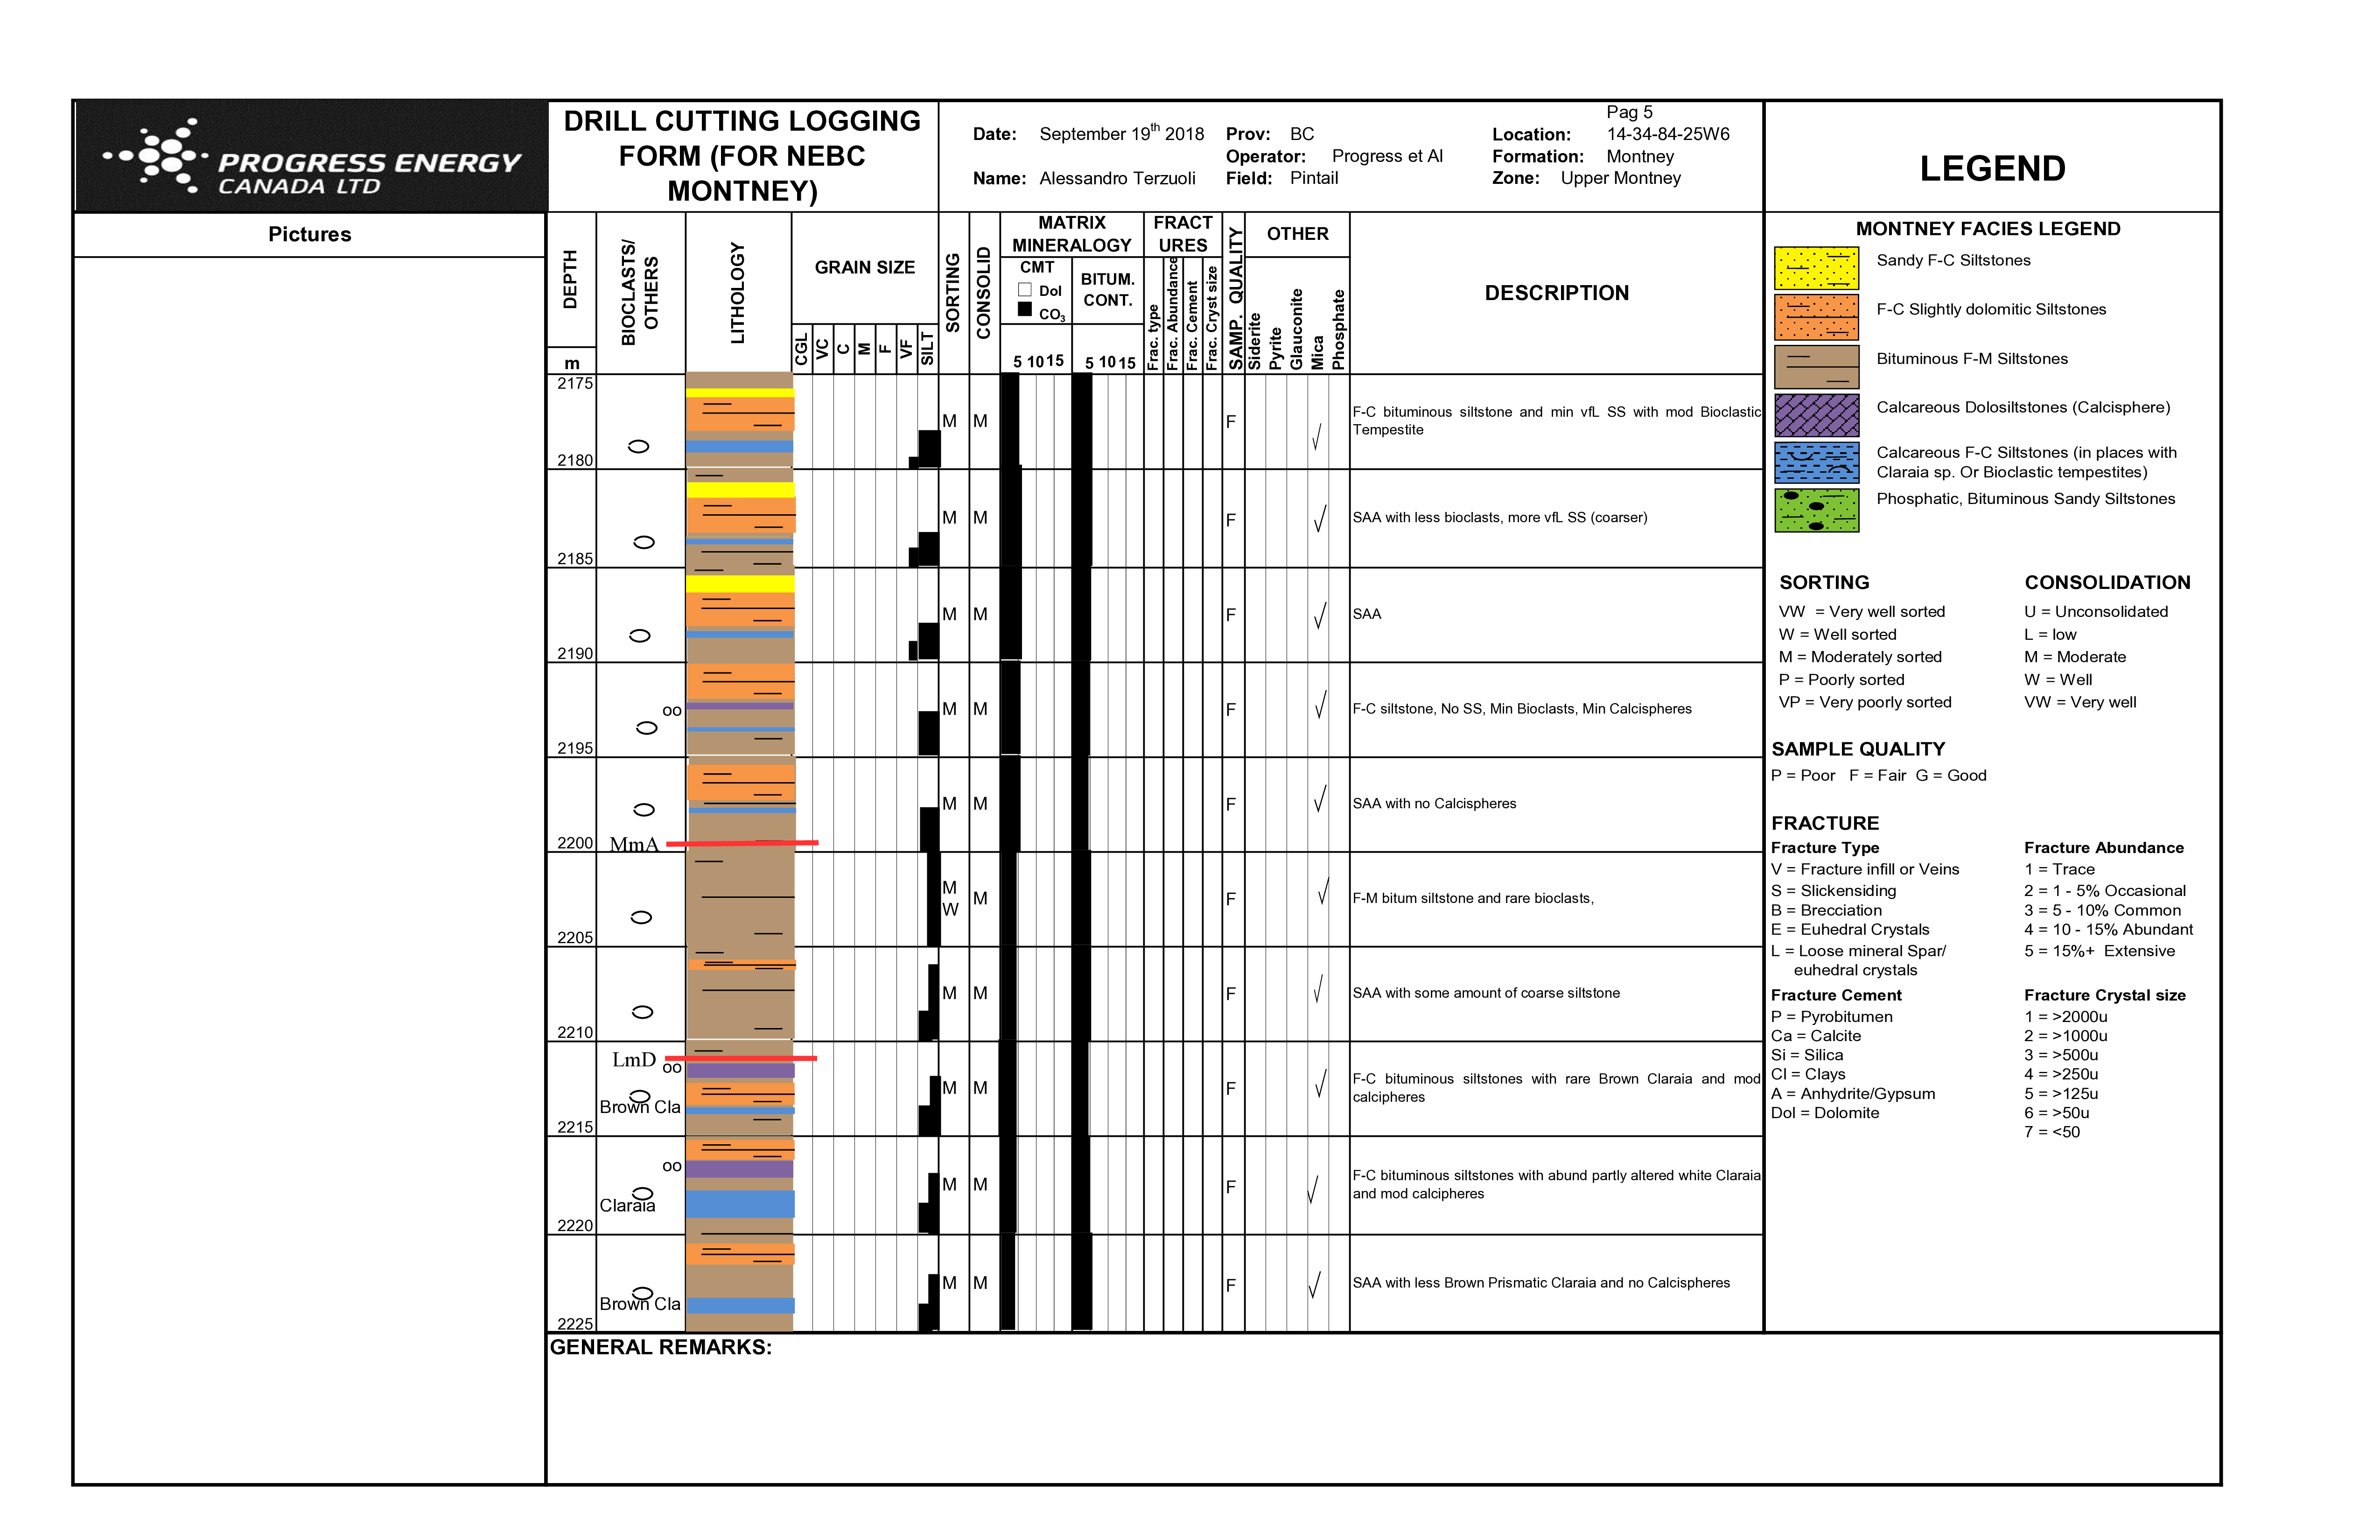 PROGRESS ENERGY
CANADA LTD
DRILL CUTTING LOGGING
FORM (FOR NEBC
MONTNEY)
Pag 5
Date: September 19th 2018 Prov: BC Location: 14-34-84-25W6
Operator: Progress et Al Formation: Montney
Name: Alessandro Terzuoli Field: Pintail Zone: Upper Montney
LEGEND
Pictures
DEPTH
m
BIOCLASTS/
OTHERS
LITHOLOGY
GRAIN SIZE
CGL
VC
C
M
F
VF
SILT
SORTING
CONSOLID
MATRIX
MINERALOGY
CMT
Dol
CO3
5 10 15
BITUM.
CONT.
5 10 15
FRACT
URES
Frac. type
Frac. Abundance
Frac. Cement
Frac. Cryst size
SAMP. QUALITY
OTHER
Siderite
Pyrite
Glauconite
Mica
Phosphate
DESCRIPTION
2175
M M F √ F-C bituminous siltstone and min vfL SS with mod Bioclastic
Tempestite
2180
M M F √ SAA with less bioclasts, more vfL SS (coarser)
2185
M M F √ SAA
2190
oo M M F √ F-C siltstone, No SS, Min Bioclasts, Min Calcispheres
2195
M M F √ SAA with no Calcispheres
2200 MmA
M
W M F √ F-M bitum siltstone and rare bioclasts,
2205
M M F √ SAA with some amount of coarse siltstone
2210
LmD oo
Brown Cla M M F √ F-C bituminous siltstones with rare Brown Claraia and mod
calcipheres
2215
oo
Claraia M M F √ F-C bituminous siltstones with abund partly altered white Claraia
and mod calcipheres
2220
Brown Cla M M F √ SAA with less Brown Prismatic Claraia and no Calcispheres
2225
GENERAL REMARKS:
MONTNEY FACIES LEGEND
Sandy F-C Siltstones
F-C Slightly dolomitic Siltstones
Bituminous F-M Siltstones
Calcareous Dolosiltstones (Calcisphere)
Calcareous F-C Siltstones (in places with
Claraia sp. Or Bioclastic tempestites)
Phosphatic, Bituminous Sandy Siltstones
SORTING CONSOLIDATION
VW = Very well sorted U = Unconsolidated
W = Well sorted L = low
M = Moderately sorted M = Moderate
P = Poorly sorted W = Well
VP = Very poorly sorted VW = Very well
SAMPLE QUALITY
P = Poor F = Fair G = Good
FRACTURE
Fracture Type Fracture Abundance
V = Fracture infill or Veins 1 = Trace
S = Slickensiding 2 = 1 - 5% Occasional
B = Brecciation 3 = 5 - 10% Common
E = Euhedral Crystals 4 = 10 - 15% Abundant
L = Loose mineral Spar/ 5 = 15%+ Extensive
euhedral crystals
Fracture Cement Fracture Crystal size
P = Pyrobitumen 1 = >2000u
Ca = Calcite 2 = >1000u
Si = Silica 3 = >500u
Cl = Clays 4 = >250u
A = Anhydrite/Gypsum 5 = >125u
Dol = Dolomite 6 = >50u
7 = <50